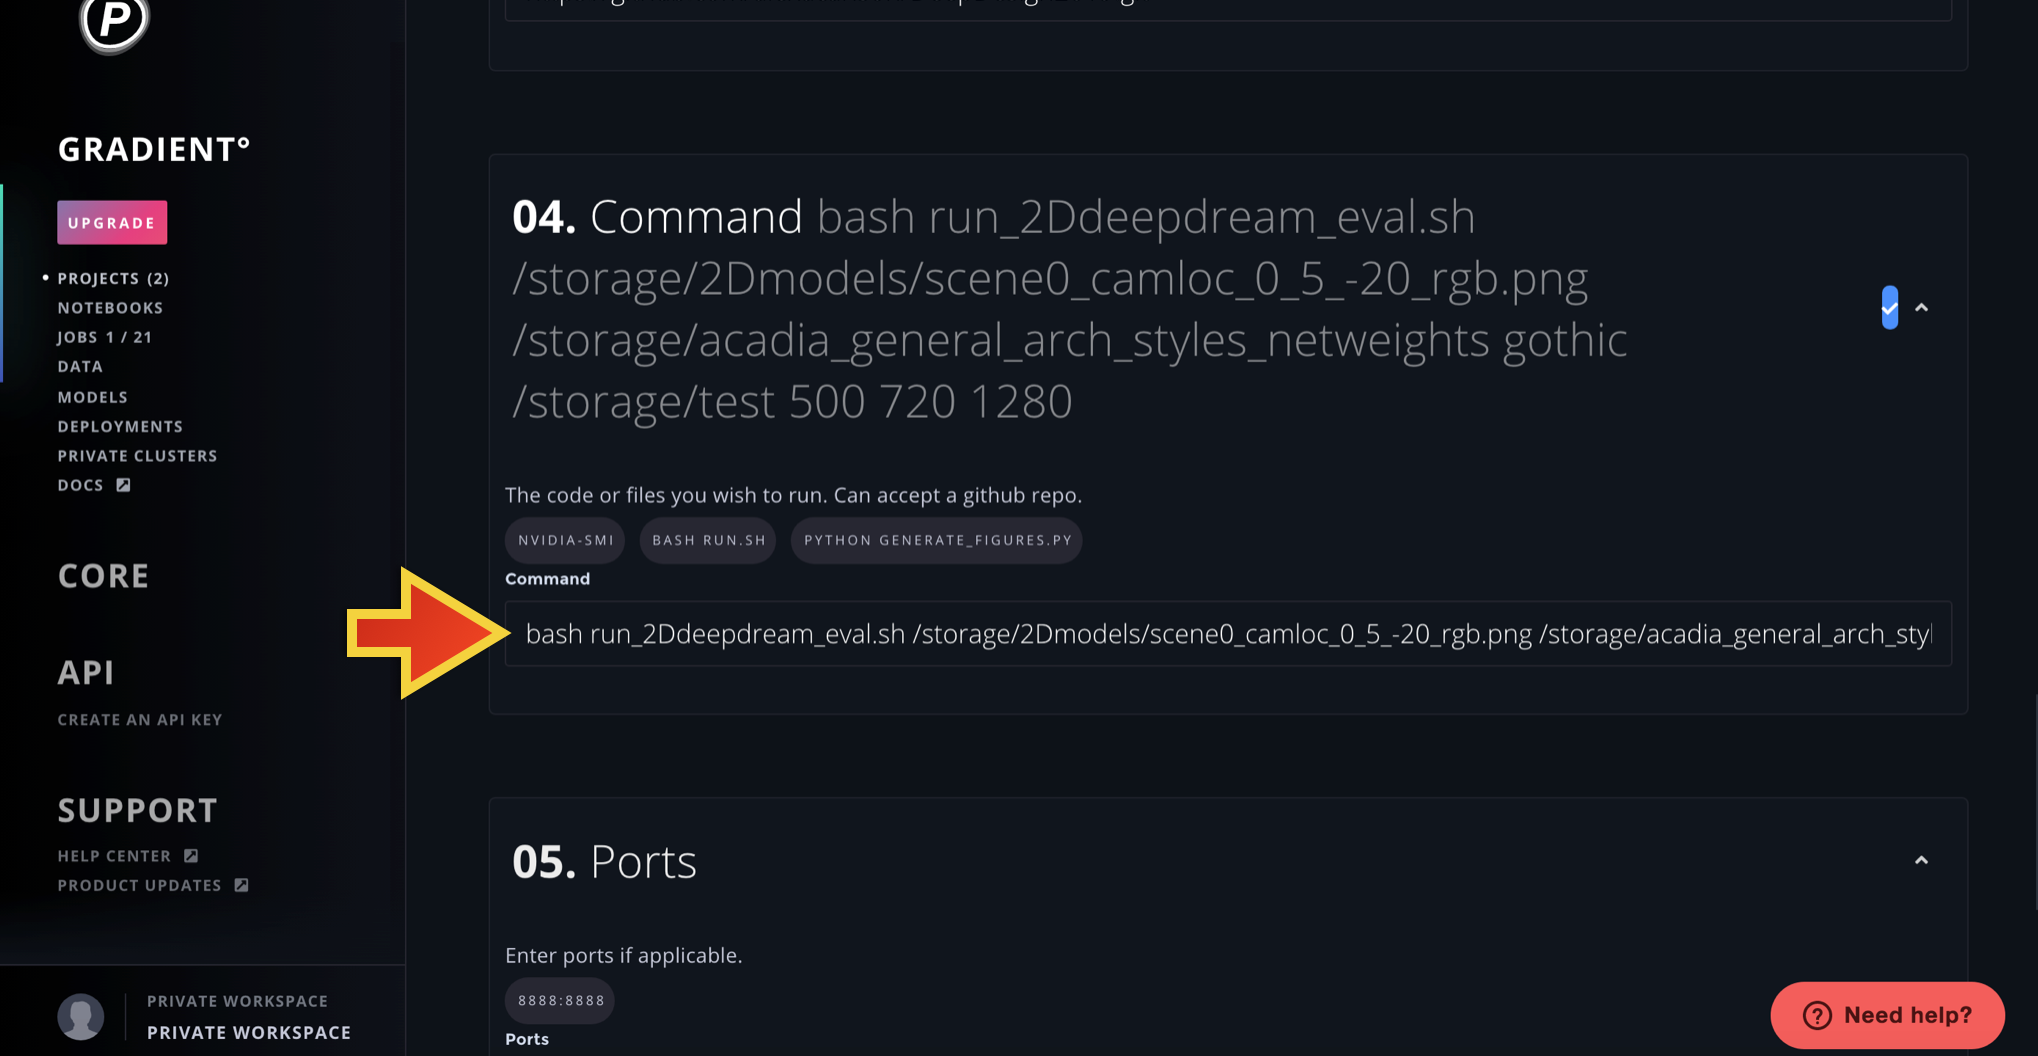 P
GRADIENT°
UPGRADE
PROJECTS (2)
NOTEBOOKS
JOBS 1 / 21
DATA
MODELS
DEPLOYMENTS
PRIVATE CLUSTERS
DOCS
CORE
API
CREATE AN API KEY
SUPPORT
HELP CENTER
PRODUCT UPDATES
PRIVATE WORKSPACE
PRIVATE WORKSPACE
04. Command bash run_2Ddeepdream_eval.sh
/storage/2Dmodels/scene0_camloc_0_5_-20_rgb.png
/storage/acadia_general_arch_styles_netweights gothic
/storage/test 500 720 1280
The code or files you wish to run. Can accept a github repo.
NVIDIA-SMI BASH RUN.SH PYTHON GENERATE_FIGURES.PY
Command
bash run_2Ddeepdream_eval.sh /storage/2Dmodels/scene0_camloc_0_5_-20_rgb.png /storage/acadia_general_arch_styl
05. Ports
Enter ports if applicable.
8888:8888
Ports
Need help?